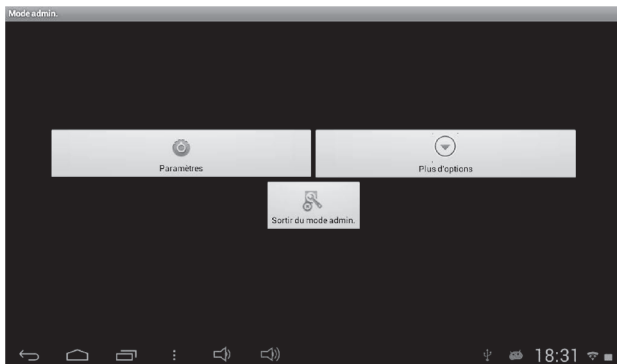 Mode admin.
Paramètres
Plus d'options
Sortir du mode admin.
18:31